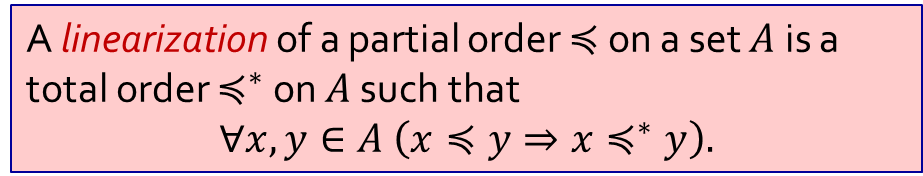 A linearization of a partial order ≼ on a set 𝐴 is a
total order ≼* on 𝐴 such that
∀𝑥, 𝑦 ∈ 𝐴 (𝑥 ≼ 𝑦 ⇒ 𝑥 ≼* 𝑦).